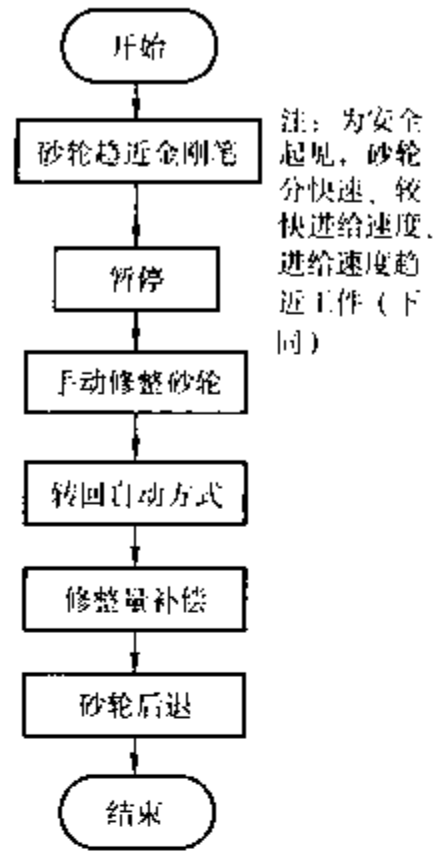 开始
砂轮趋近金刚笔
注：为安全
起见，砂轮
分快速、较
快进给速度、
进给速度趋
近工件（下
同）
暂停
手动修整砂轮
转回自动方式
修整量补偿
砂轮后退
结束